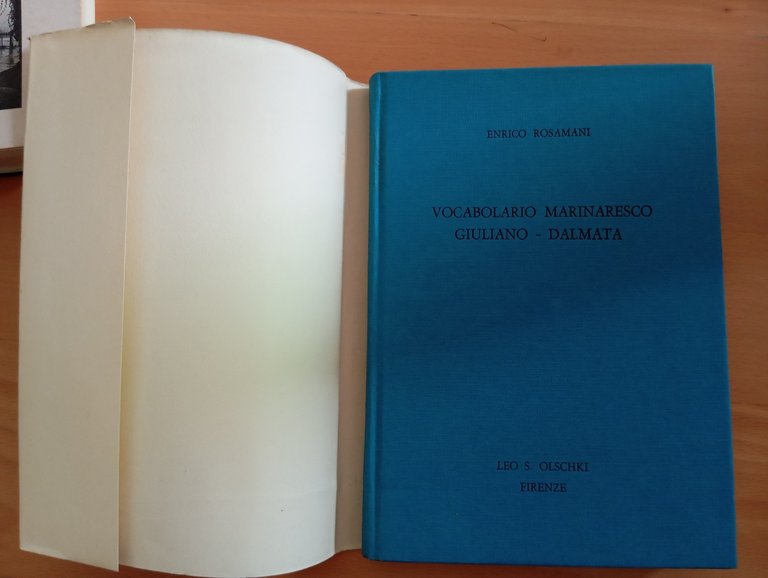 ENRICO ROSAMANI
VOCABOLARIO MARINARESCO
GIULIANO - DALMATA
LEO S. OLSCHKI
FIRENZE